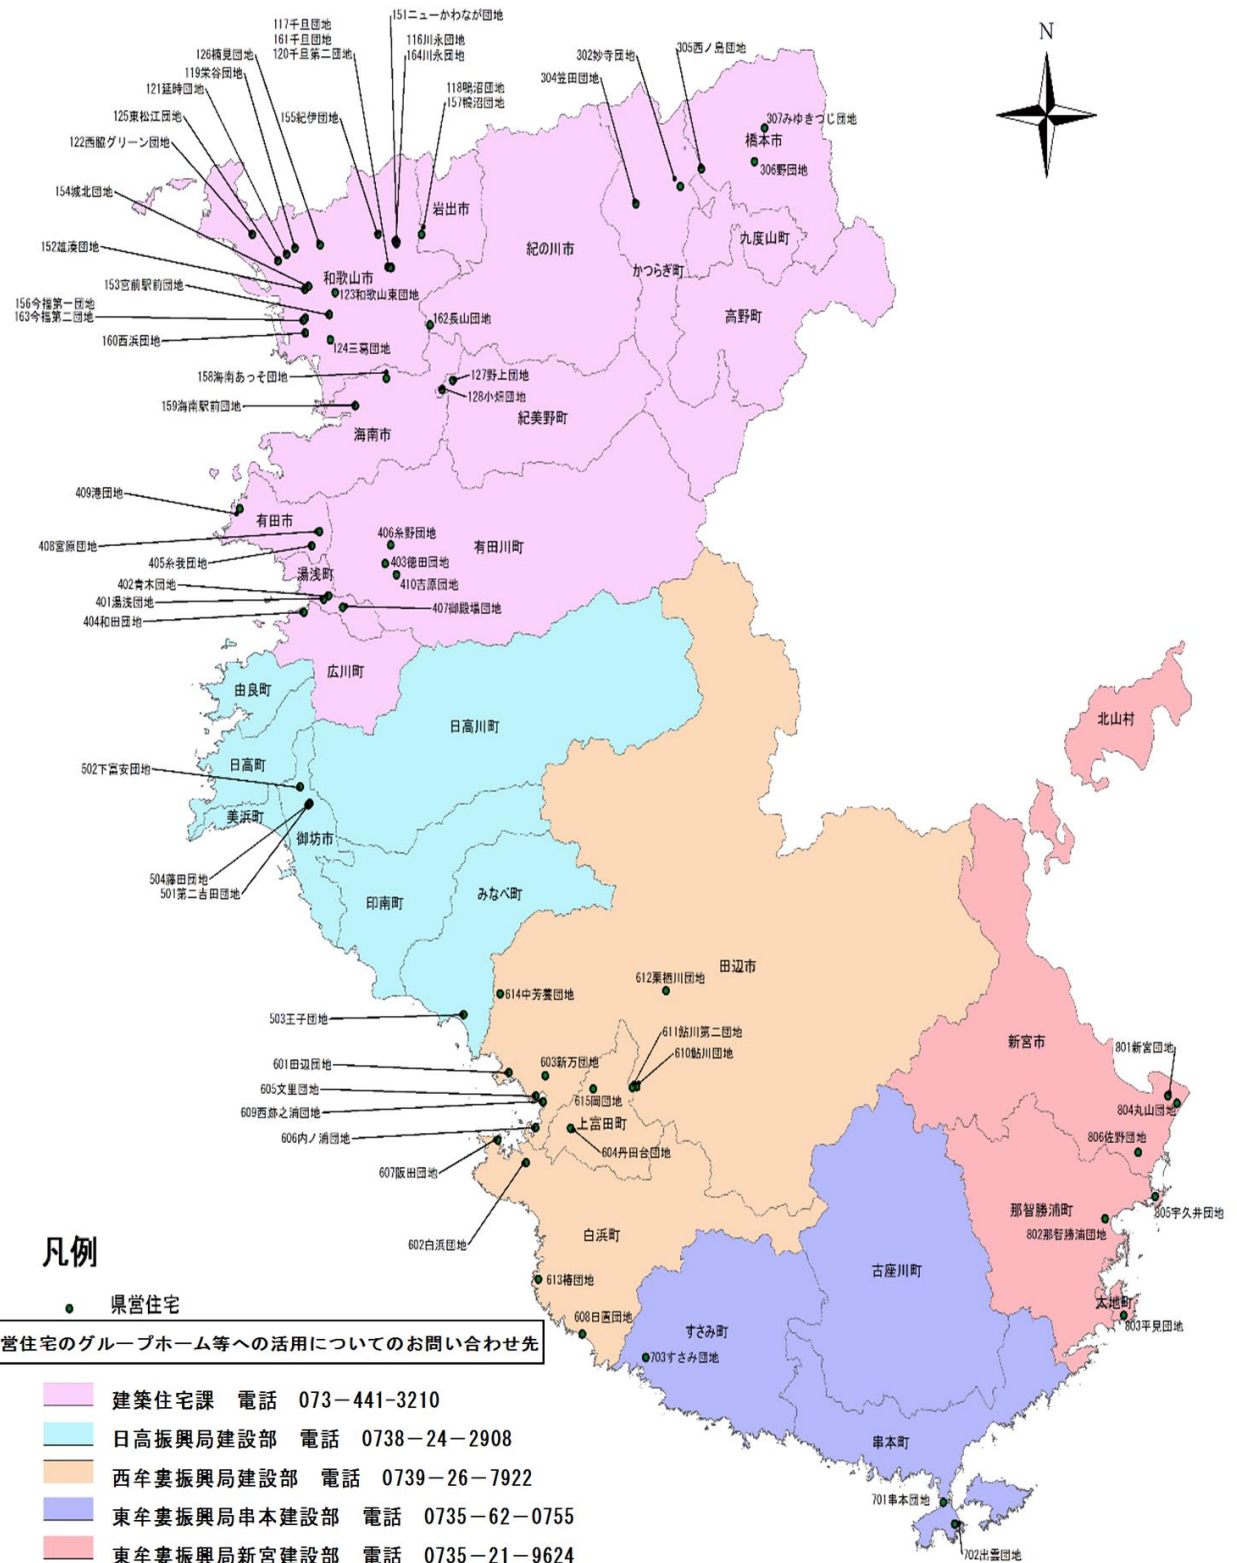 151ニューかわなが団地
117千旦団地
161千旦団地
120千旦第二団地
116川永団地
164川永団地
126楠見団地
119栄谷団地
121延時団地
125東松江団地
122西脇グリーン団地
155紀伊団地
118鴨沼団地
157鴨沼団地
302妙寺団地
305西ノ島団地
304笠田団地
N
307みゆきつじ団地
橋本市
306野団地
154城北団地
152雄湊団地
153宮前駅前団地
156今福第一団地
163今福第二団地
160西浜団地
岩出市
和歌山市
123和歌山東団地
162長山団地
124三葛団地
紀の川市
かつらぎ町
九度山町
高野町
158海南あっそ団地
159海南駅前団地
127野上団地
128小畑団地
海南市
紀美野町
409港団地
有田市
408宮原団地
405糸我団地
406糸野団地
403徳田団地
410吉原団地
有田川町
湯浅町
402青木団地
401湯浅団地
404和田団地
407御殿場団地
広川町
由良町
日高川町
北山村
日高町
502下富安団地
美浜町
御坊市
504藤田団地
501第二吉田団地
印南町
みなべ町
田辺市
612栗栖川団地
614中芳養団地
503王子団地
611鮎川第二団地
610鮎川団地
新宮市
801新宮団地
601田辺団地
603新万団地
605文里団地
615岡団地
609西跡之浦団地
上富田町
606内ノ浦団地
604丹田台団地
607阪田団地
804丸山団地
806佐野団地
那智勝浦町
805宇久井団地
802那智勝浦団地
602白浜団地
白浜町
古座川町
613椿団地
608日置団地
すさみ町
703すさみ団地
太地町
803平見団地
串本町
701串本団地
702出雲団地
凡例
県営住宅
営住宅のグループホーム等への活用についてのお問い合わせ先
建築住宅課 電話 073－441-3210
日高振興局建設部 電話 0738－24－2908
西牟婁振興局建設部 電話 0739－26－7922
東牟婁振興局串本建設部 電話 0735－62－0755
東牟婁振興局新宮建設部 電話 0735－21－9624